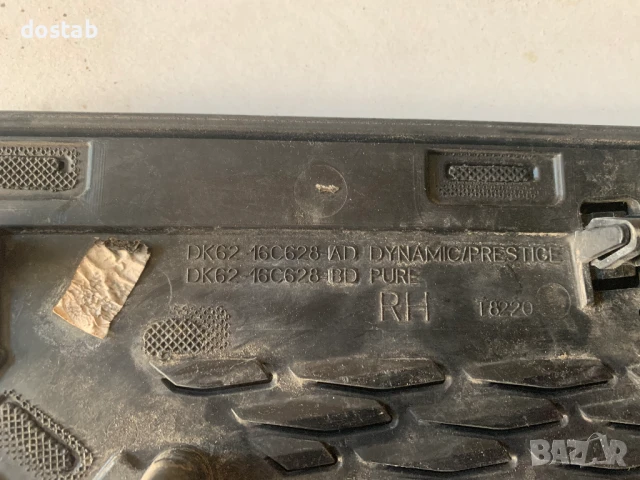 dostab
DK62-16C628-AD DYNAMIC/PRESTIGE
DK62-16C628-BD PURE
RH T8220
BAZAR